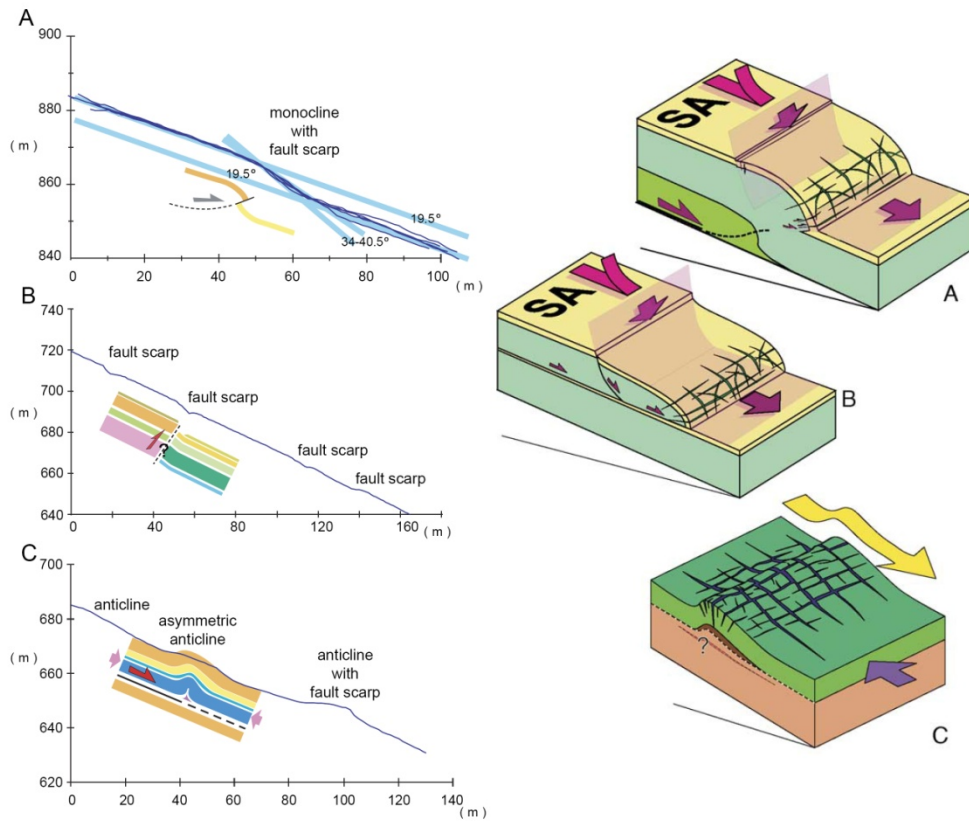 A
900
880
( m )
860
840
0
20
40
60
80
100
( m )
monocline
with
fault scarp
19.5°
19.5°
34-40.5°
B
740
720
( m )
700
680
660
640
0
40
80
120
160
( m )
fault scarp
fault scarp
fault scarp
fault scarp
?
C
700
680
( m )
660
640
620
0
20
40
60
80
100
120
140
( m )
anticline
asymmetric
anticline
anticline
with
fault scarp
SA
A
SA
B
?
C